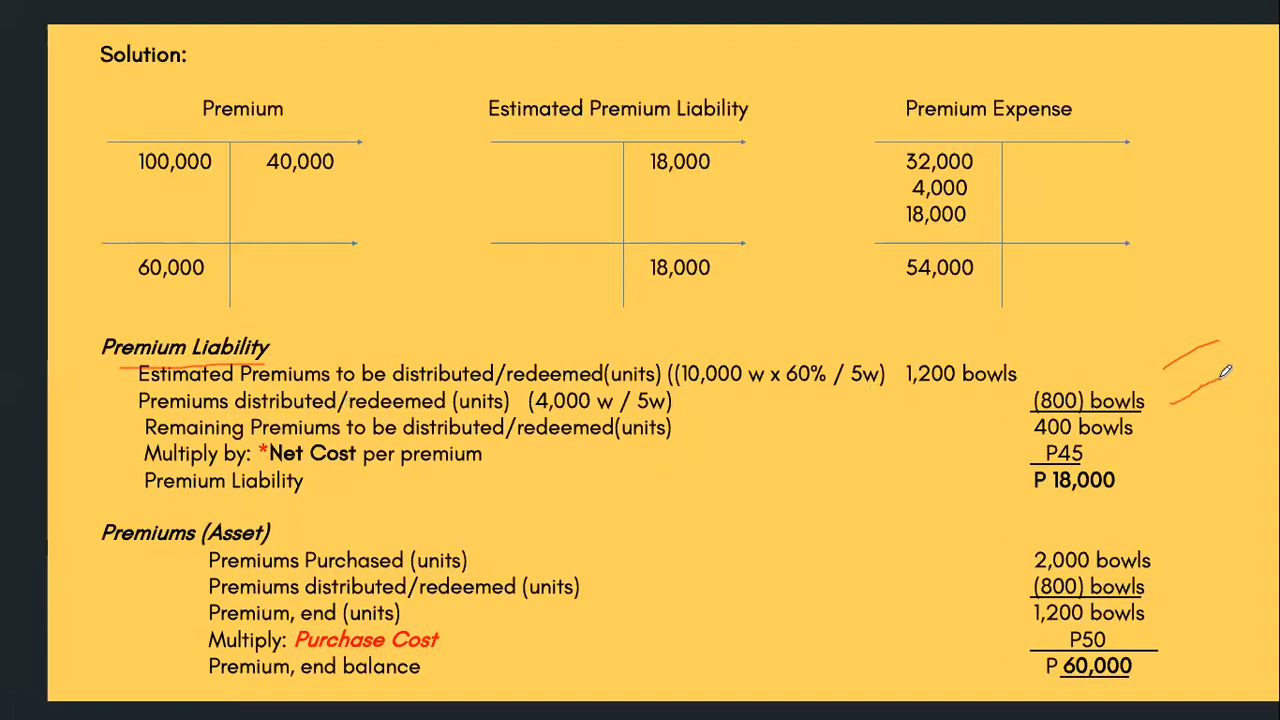 Solution:
Premium Estimated Premium Liability Premium Expense
100,000 40,000 18,000 32,000
4,000
18,000
60,000 18,000 54,000
Premium Liability
Estimated Premiums to be distributed/redeemed(units) ((10,000 w x 60% / 5w) 1,200 bowls
Premiums distributed/redeemed (units) (4,000 w / 5w) (800) bowls
Remaining Premiums to be distributed/redeemed(units) 400 bowls
Multiply by: *Net Cost per premium P45
Premium Liability P 18,000
Premiums (Asset)
Premiums Purchased (units) 2,000 bowls
Premiums distributed/redeemed (units) (800) bowls
Premium, end (units) 1,200 bowls
Multiply: Purchase Cost P50
Premium, end balance P 60,000